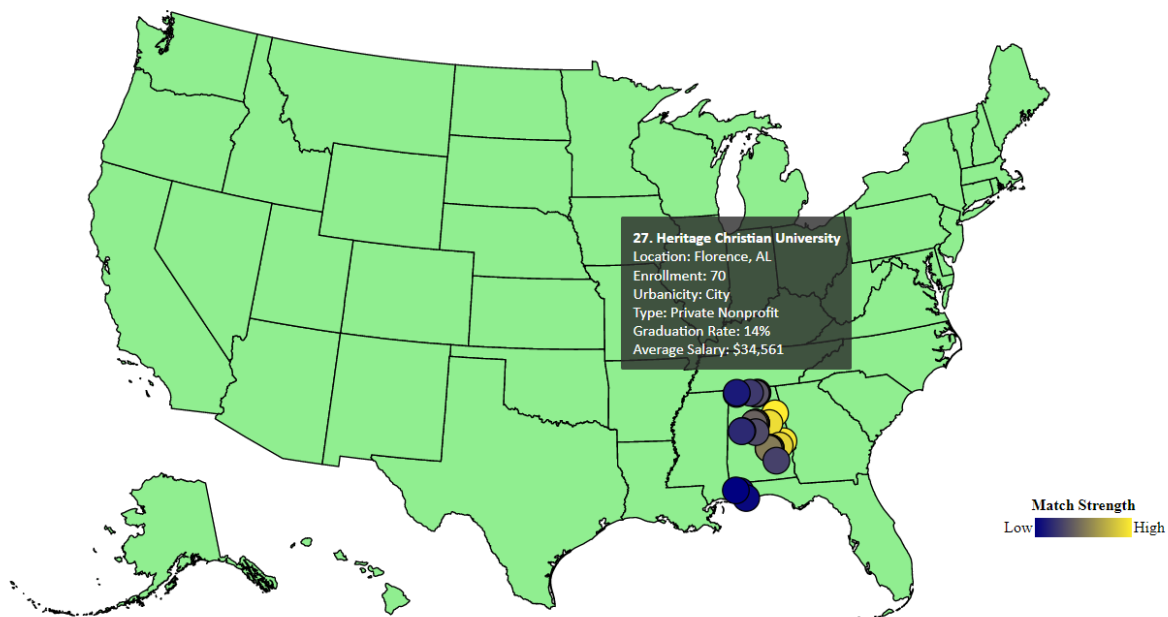 27. Heritage Christian University
Location: Florence, AL
Enrollment: 70
Urbanicity: City
Type: Private Nonprofit
Graduation Rate: 14%
Average Salary: $34,561
Match Strength
Low High